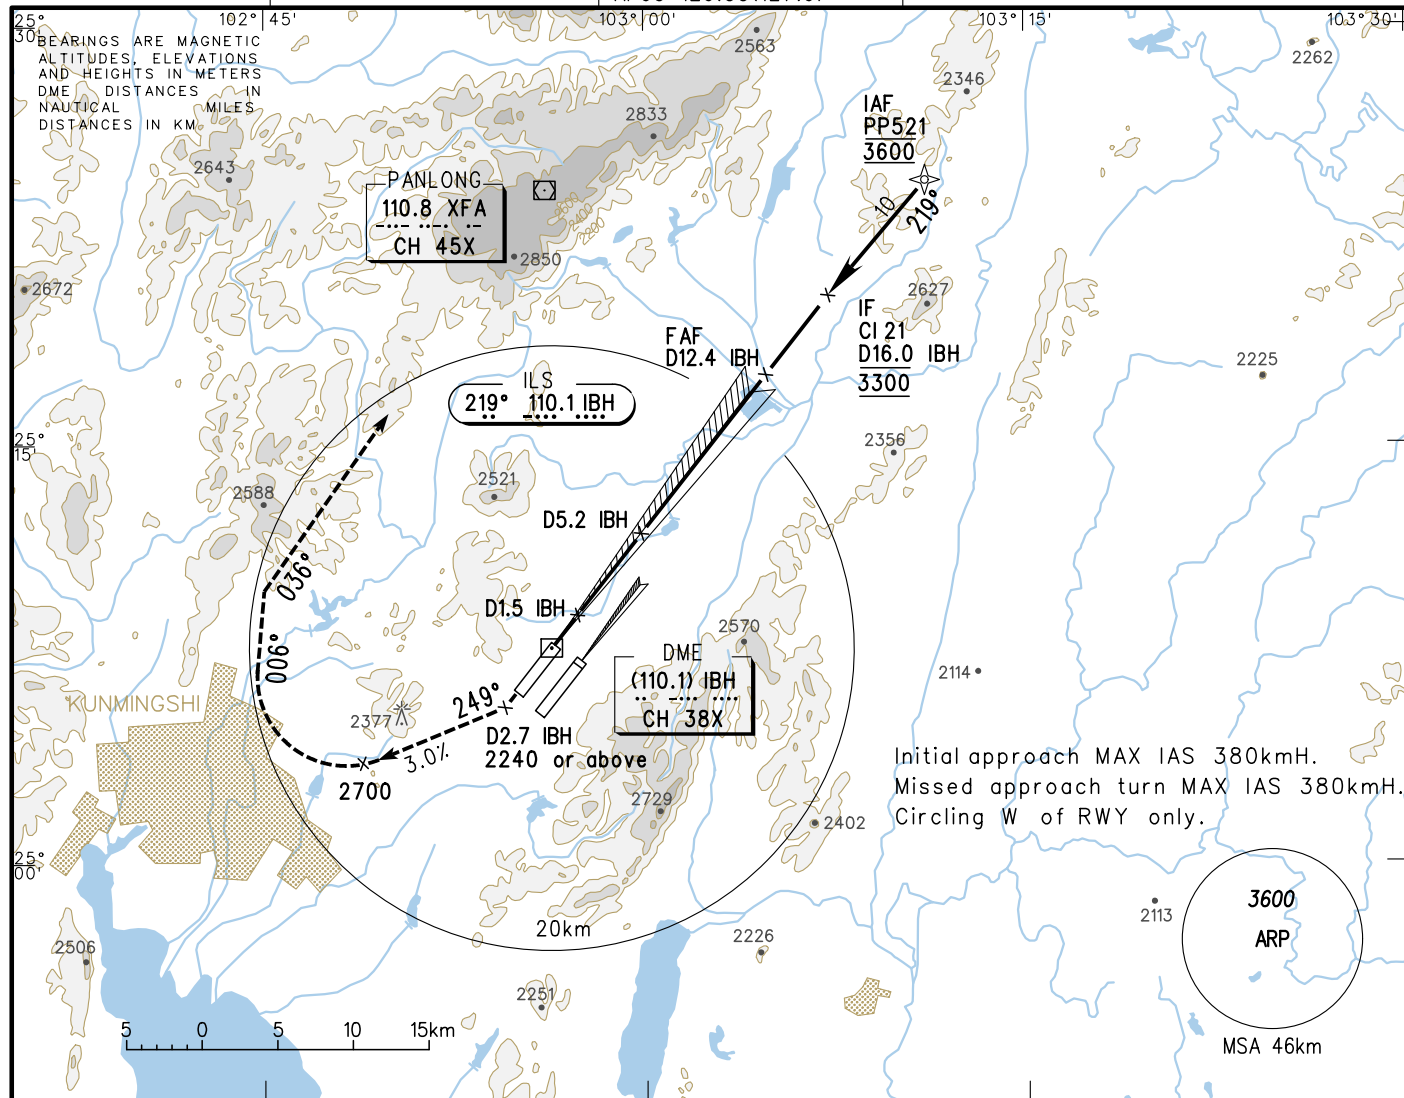 102°45'
103°00'
103°15'
103°30'
25°
30'
BEARINGS ARE MAGNETIC
ALTITUDES, ELEVATIONS
AND HEIGHTS IN METERS
DME DISTANCES IN
NAUTICAL MILES
DISTANCES IN KM
2563
2262
2346
IAF
PP521
3600
2833
2643
PANLONG
110.8 XFA
CH 45X
2600
2400
2200
10
219°
2850
2672
2627
IF
CI 21
D16.0 IBH
3300
FAF
D12.4 IBH
2225
ILS
219° 110.1 IBH
25°
15'
2356
2521
2588
D5.2 IBH
036°
D1.5 IBH
2570
006°
DME
(110.1) IBH
CH 38X
2114
KUNMINGSHI
249°
2377
D2.7 IBH
2240 or above
3.0%
2700
Initial approach MAX IAS 380kmH.
Missed approach turn MAX IAS 380kmH.
Circling W of RWY only.
2729
2402
25°
00'
3600
ARP
2113
20km
2506
2226
2251
5 0 5 10 15km
MSA 46km